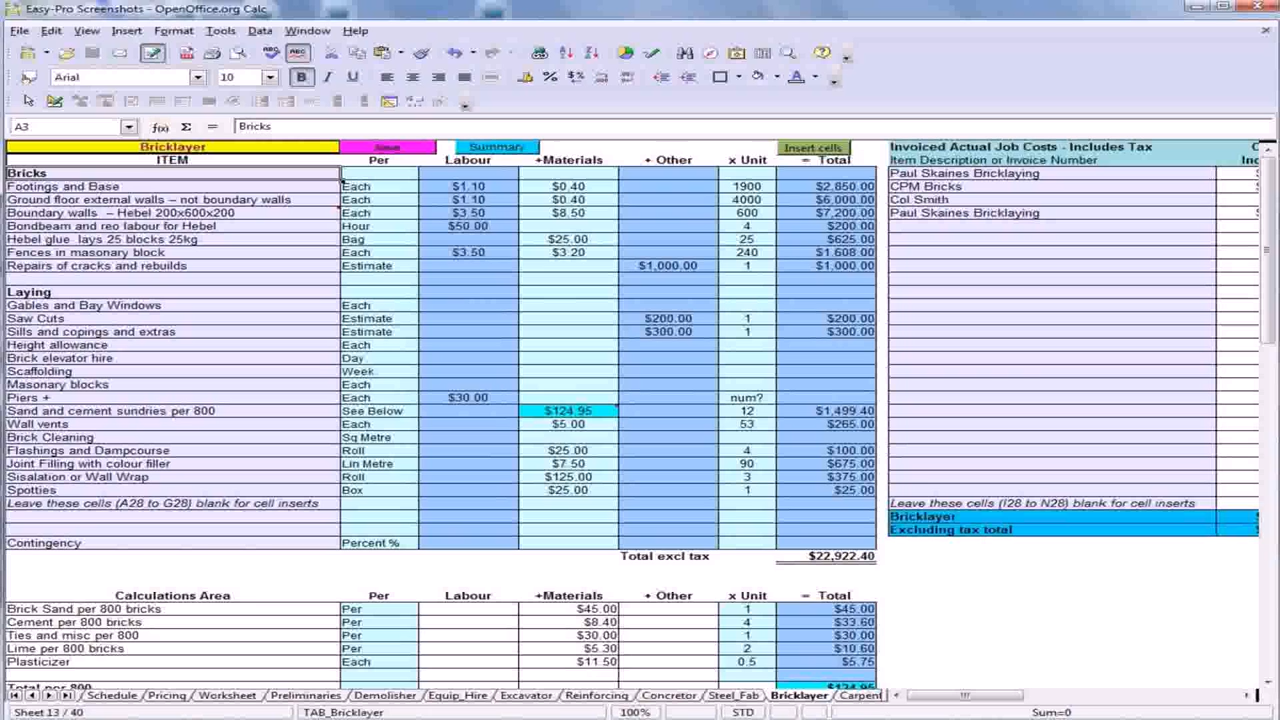 Easy-Pro Screenshots - OpenOffice.org Calc
File Edit View Insert Format Tools Data Window Help
Arial 10 B I U
A3 f(x) Σ = Bricks
Bricklayer Summary Insert cells Invoiced Actual Job Costs - Includes Tax
ITEM Per Labour +Materials + Other x Unit = Total Item Description or Invoice Number
Bricks Paul Skaines Bricklaying
Footings and Base Each $1.10 $0.40 1900 $2,850.00 CPM Bricks
Ground floor external walls – not boundary walls Each $1.10 $0.40 4000 $6,000.00 Col Smith
Boundary walls – Hebel 200x600x200 Each $3.50 $8.50 600 $7,200.00 Paul Skaines Bricklaying
Bondbeam and reo labour for Hebel Hour $50.00 4 $200.00
Hebel glue lays 25 blocks 25kg Bag $25.00 25 $625.00
Fences in masonary block Each $3.50 $3.20 240 $1,608.00
Repairs of cracks and rebuilds Estimate $1,000.00 1 $1,000.00
Laying
Gables and Bay Windows Each
Saw Cuts Estimate $200.00 1 $200.00
Sills and copings and extras Estimate $300.00 1 $300.00
Height allowance Each
Brick elevator hire Day
Scaffolding Week
Masonary blocks Each
Piers + Each $30.00 num?
Sand and cement sundries per 800 See Below $124.95 12 $1,499.40
Wall vents Each $5.00 53 $265.00
Brick Cleaning Sq Metre
Flashings and Dampcourse Roll $25.00 4 $100.00
Joint Filling with colour filler Lin Metre $7.50 90 $675.00
Sisalation or Wall Wrap Roll $125.00 3 $375.00
Spotties Box $25.00 1 $25.00
Leave these cells (A28 to G28) blank for cell inserts Leave these cells (I28 to N28) blank for cell inserts
Bricklayer
Excluding tax total
Contingency Percent %
Total excl tax $22,922.40
Calculations Area Per Labour +Materials + Other x Unit = Total
Brick Sand per 800 bricks Per $45.00 1 $45.00
Cement per 800 bricks Per $8.40 4 $33.60
Ties and misc per 800 Per $30.00 1 $30.00
Lime per 800 bricks Per $5.30 2 $10.60
Plasticizer Each $11.50 0.5 $5.75
Total per 800 $124.95
Schedule Pricing Worksheet Preliminaries Demolisher Equip_Hire Excavator Reinforcing Concretor Steel_Fab Bricklayer Carpent
Sheet 13 / 40 TAB_Bricklayer 100% STD Sum=0